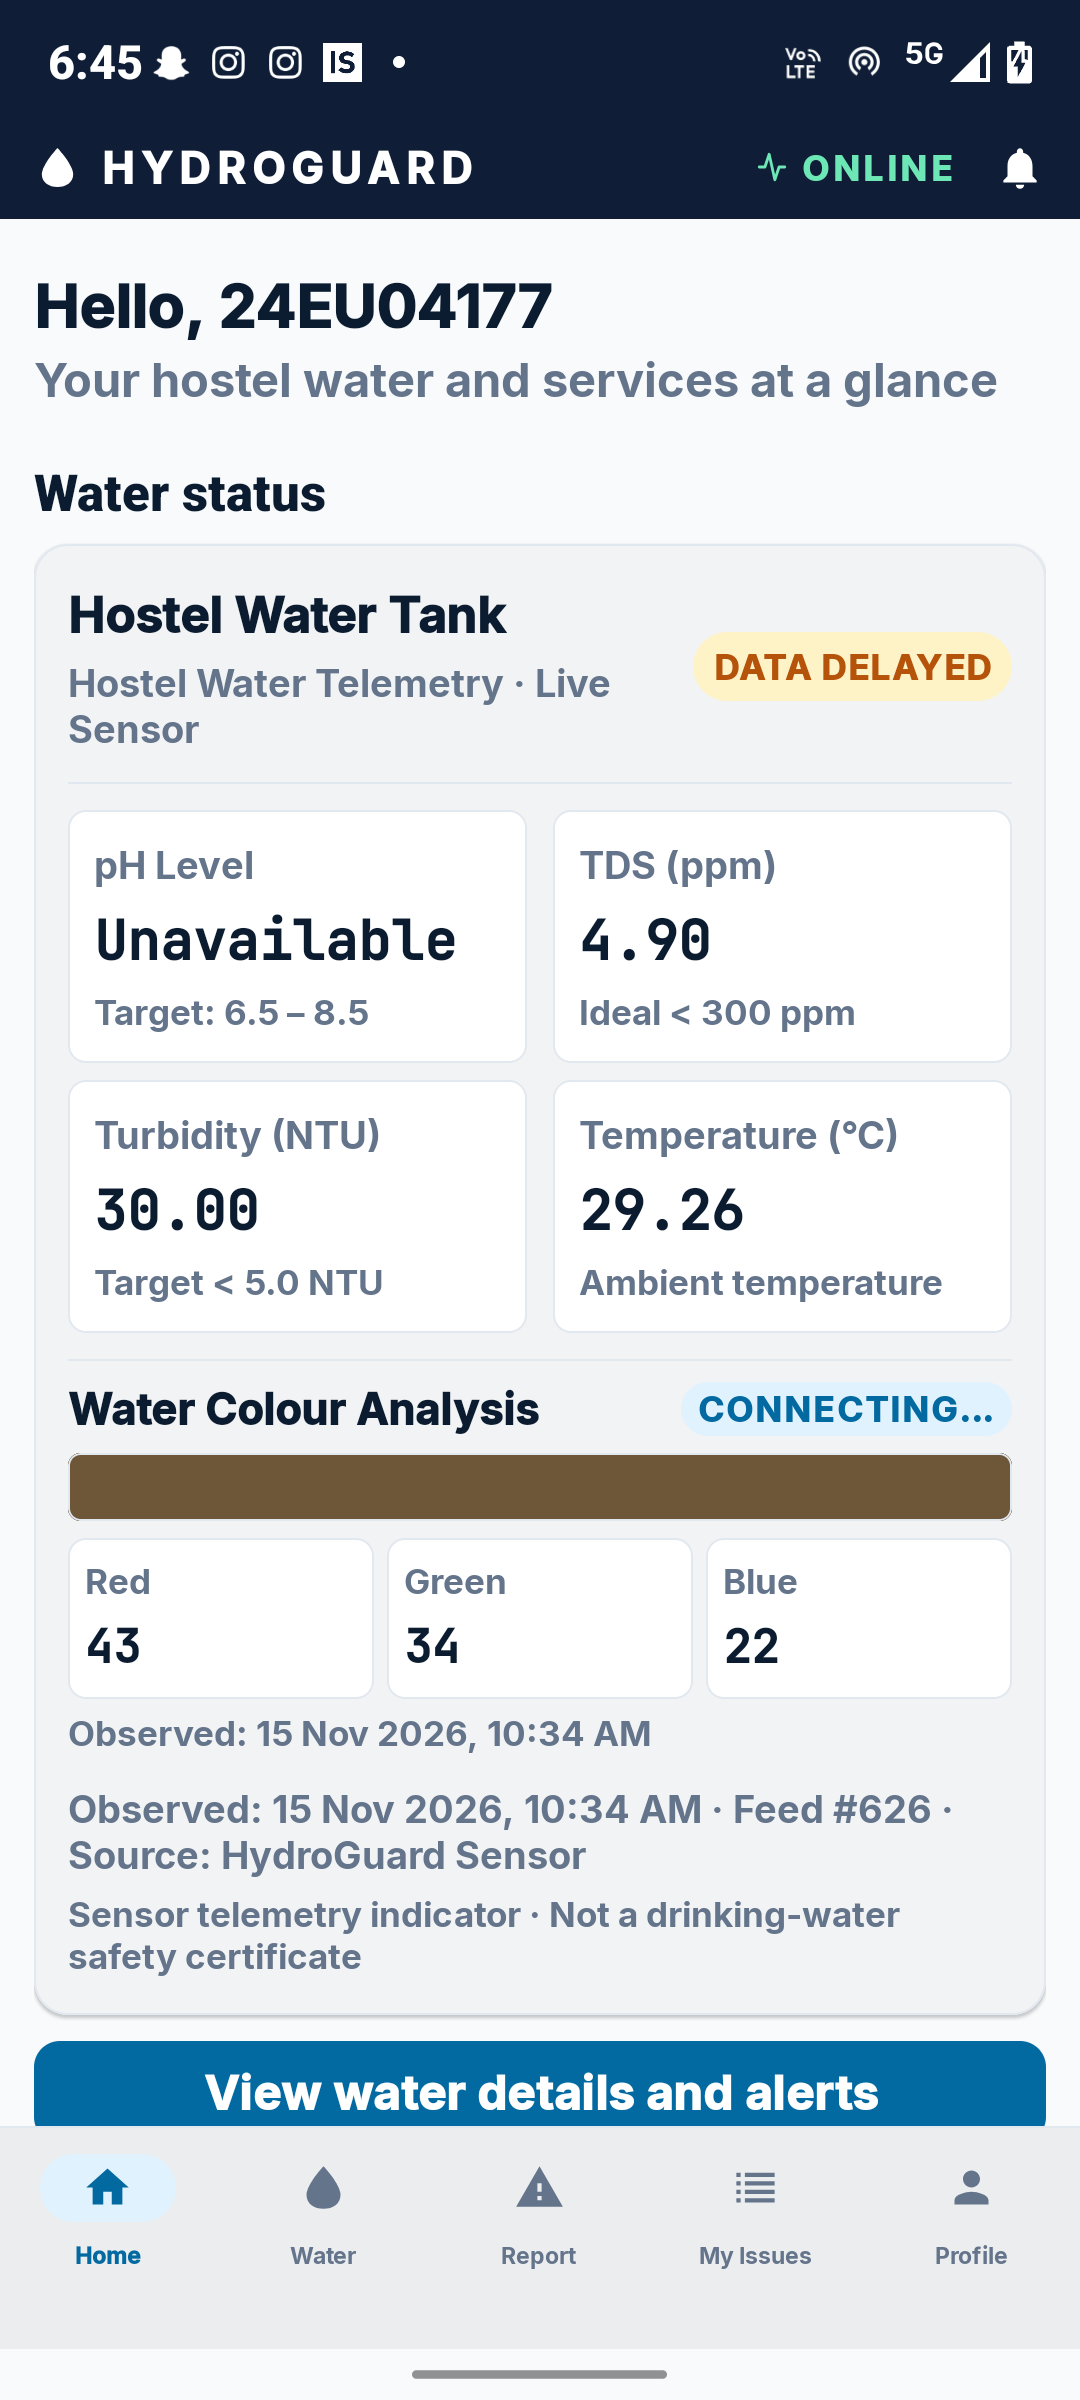 6:45
IS
Vo
LTE
5G
HYDROGUARD
ONLINE
Hello, 24EU04177
Your hostel water and services at a glance
Water status
Hostel Water Tank
Hostel Water Telemetry · Live
Sensor
DATA DELAYED
pH Level
Unavailable
Target: 6.5 – 8.5
TDS (ppm)
4.90
Ideal < 300 ppm
Turbidity (NTU)
30.00
Target < 5.0 NTU
Temperature (°C)
29.26
Ambient temperature
Water Colour Analysis
CONNECTING...
Red
43
Green
34
Blue
22
Observed: 15 Nov 2026, 10:34 AM
Observed: 15 Nov 2026, 10:34 AM · Feed #626 ·
Source: HydroGuard Sensor
Sensor telemetry indicator · Not a drinking-water
safety certificate
View water details and alerts
Home
Water
Report
My Issues
Profile